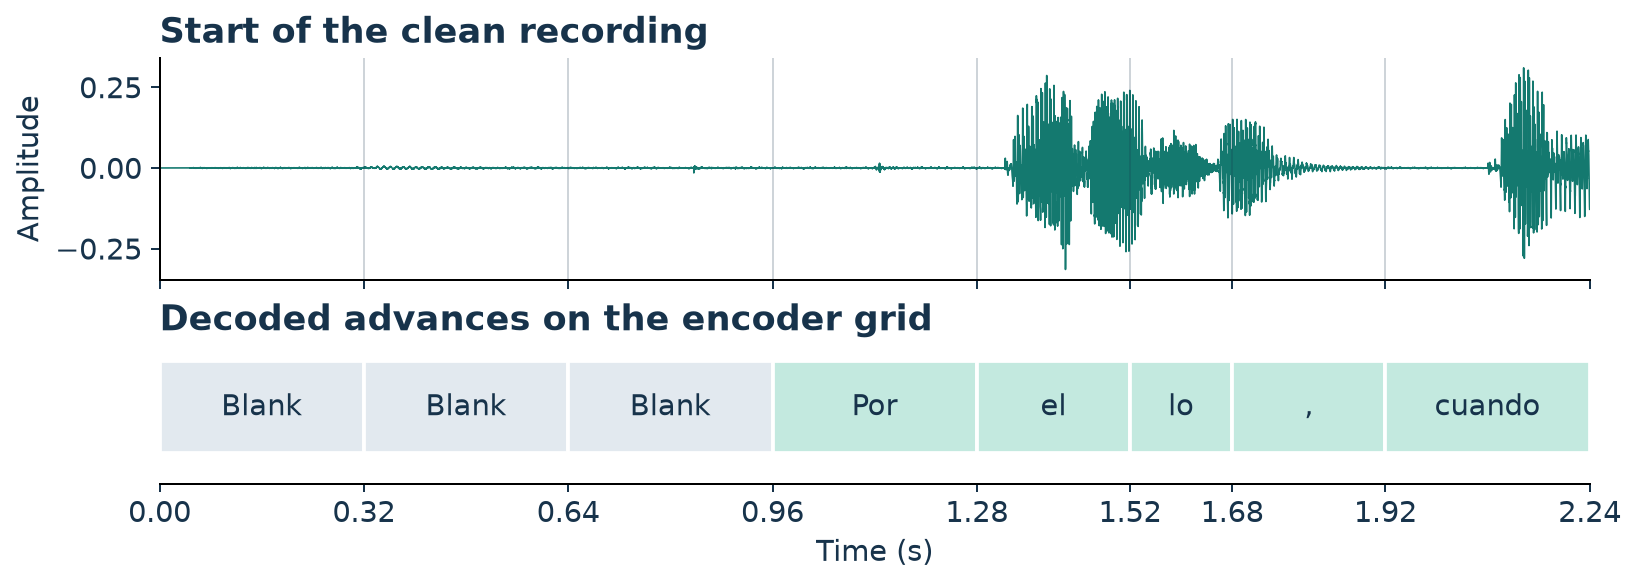 Start of the clean recording
Amplitude
0.25
0.00
−0.25
Decoded advances on the encoder grid
Blank Blank Blank Por el lo , cuando
0.00 0.32 0.64 0.96 1.28 1.52 1.68 1.92 2.24
Time (s)